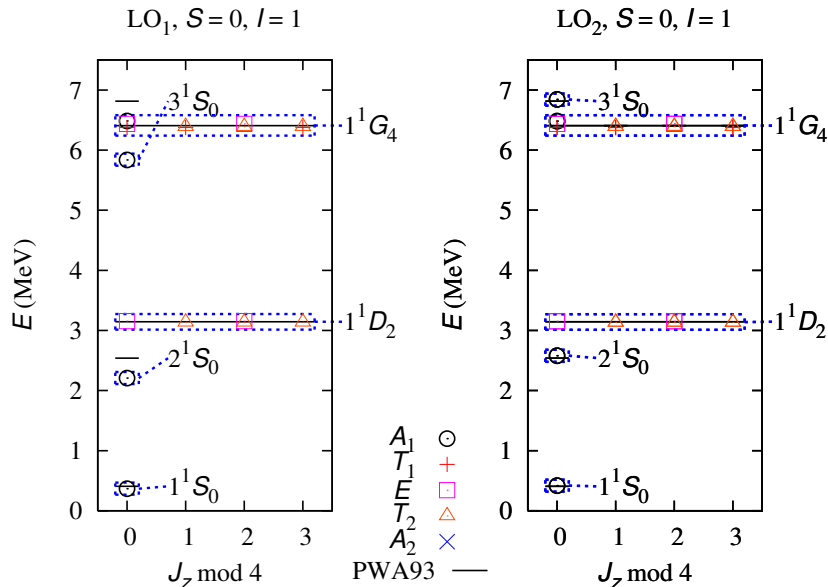 LO₁, S = 0, I = 1
7
6
5
4
3
2
1
0
E (MeV)
3¹S₀
1¹G₄
1¹D₂
2¹S₀
1¹S₀
0 1 2 3
J_z mod 4
A₁
T₁
E
T₂
A₂
PWA93
LO₂, S = 0, I = 1
7
6
5
4
3
2
1
0
E (MeV)
3¹S₀
1¹G₄
1¹D₂
2¹S₀
1¹S₀
0 1 2 3
J_z mod 4